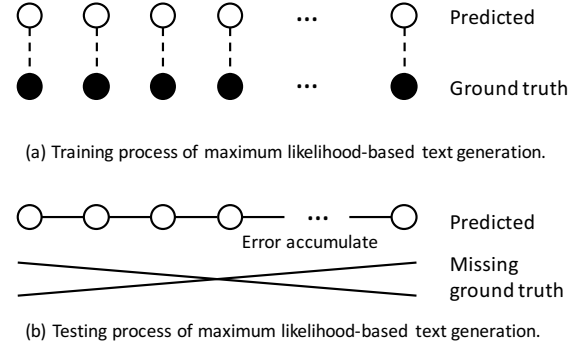 ... Predicted
... Ground truth
(a) Training process of maximum likelihood-based text generation.
... Predicted
Error accumulate
Missing
ground truth
(b) Testing process of maximum likelihood-based text generation.